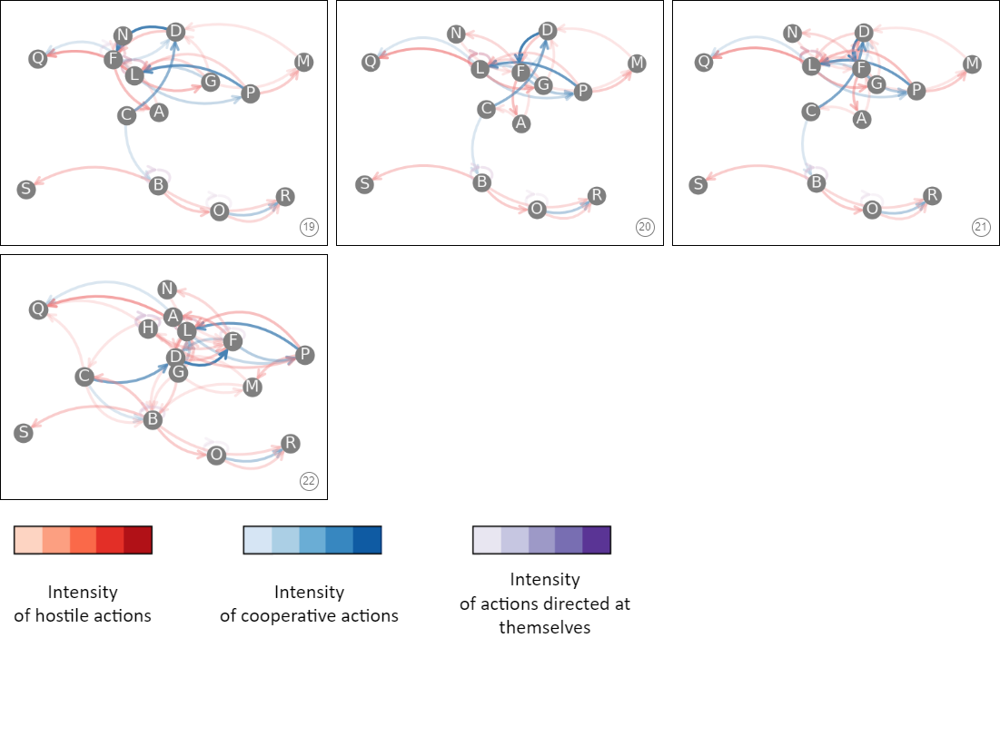 N D
Q F L G P M
C A
S B O R
19
N D
Q L F G P M
C A
S B O R
20
N D
Q L F G P M
C A
S B O R
21
N
Q A H L F P
D G C M
B S O R
22
Intensity
of hostile actions
Intensity
of cooperative actions
Intensity
of actions directed at
themselves